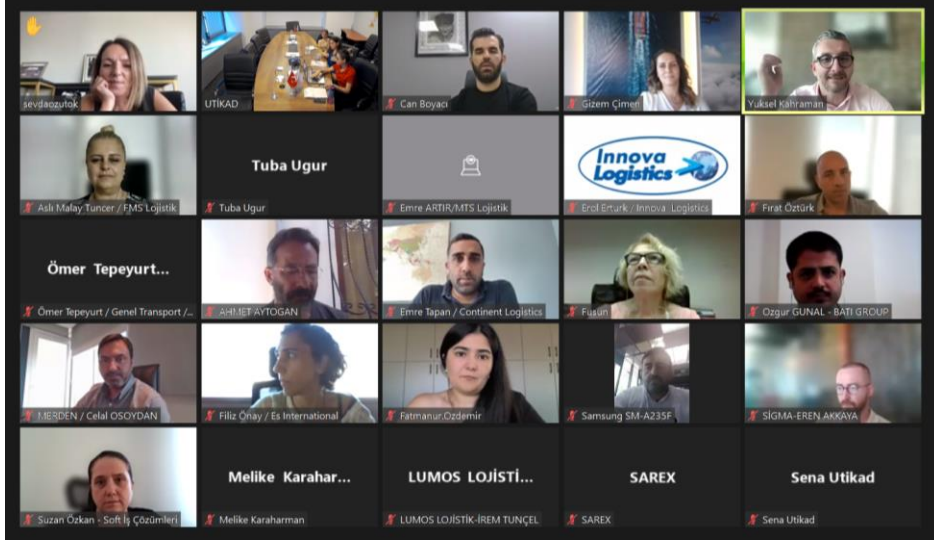 sevdaozutok
UTİKAD
Can Boyacı
Gizem Çimen
Yuksel Kahraman
Aslı Malay Tuncer / FMS Lojistik
Tuba Ugur
Tuba Ugur
Emre ARTIR/MTS Lojistik
Innova
Logistics
Erol Erturk / Innova Logistics
Fırat Öztürk
Ömer Tepeyurt...
Ömer Tepeyurt / Genel Transport /...
AHMET AYTOGAN
Emre Tapan / Continent Logistics
Füsun
Ozgur GUNAL - BATI GROUP
MERDEN / Celal OSOYDAN
Filiz Önay / Es International
Fatmanur.Özdemir
Samsung SM-A235F
SİGMA-EREN AKKAYA
Suzan Özkan - Soft İş Çözümleri
Melike Karahar...
Melike Karaharman
LUMOS LOJİSTİ...
LUMOS LOJİSTİK-İREM TUNÇEL
SAREX
SAREX
Sena Utikad
Sena Utikad